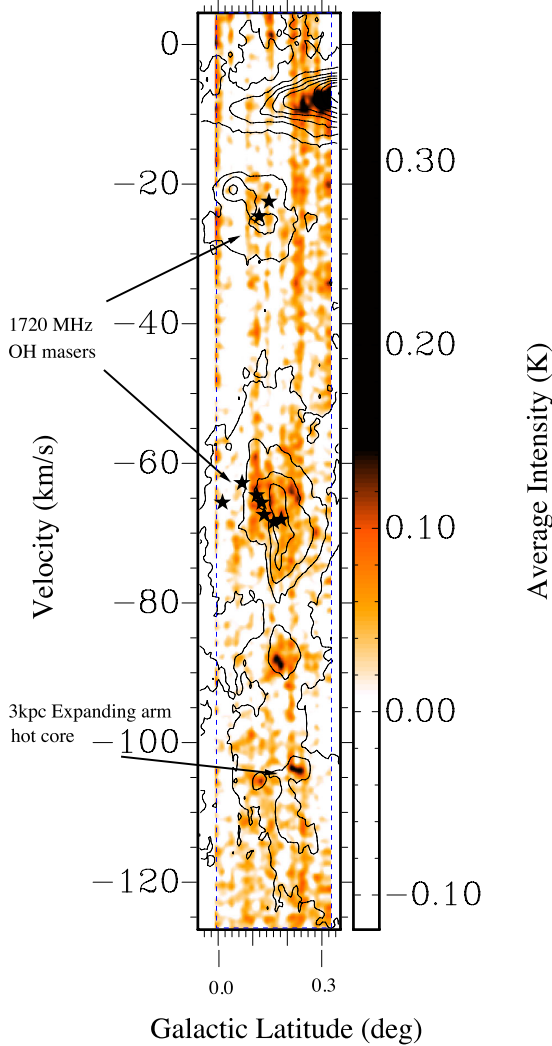 0
−20
−40
−60
−80
−100
−120
1720 MHz
OH masers
3kpc Expanding arm
hot core
Velocity (km/s)
0.0
0.3
Galactic Latitude (deg)
0.30
0.20
0.10
0.00
−0.10
Average Intensity (K)